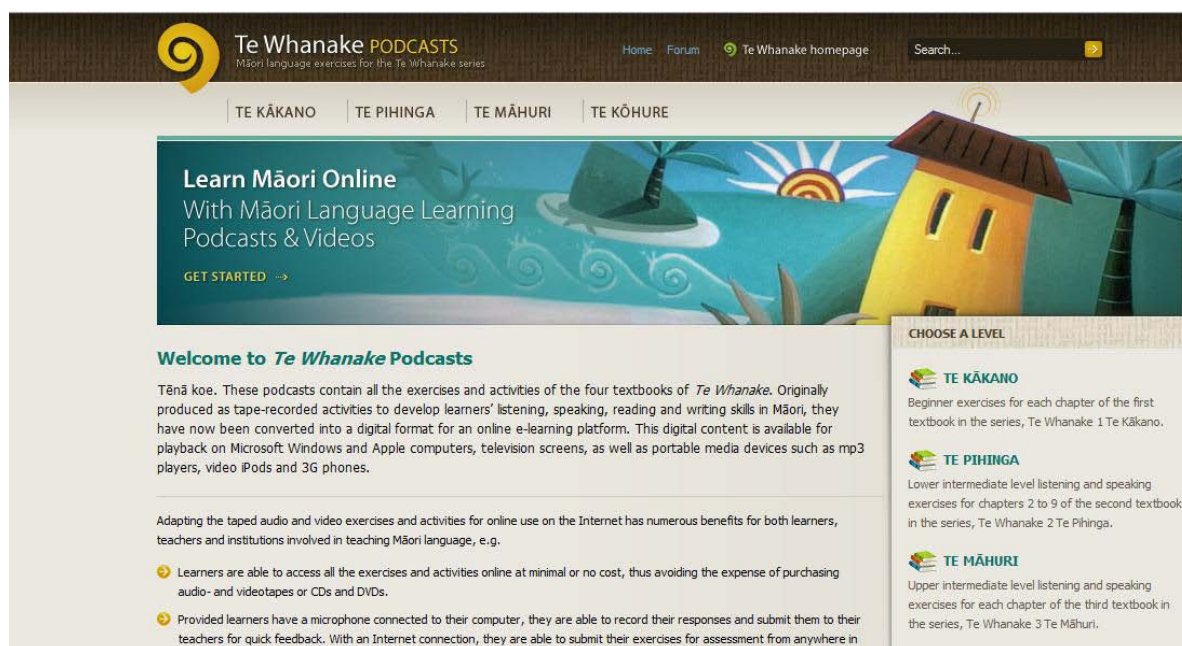 Te Whanake PODCASTS
Māori language exercises for the Te Whanake series
Home Forum Te Whanake homepage Search...
TE KĀKANO TE PIHINGA TE MĀHURI TE KŌHURE
Learn Māori Online
With Māori Language Learning
Podcasts & Videos
GET STARTED
Welcome to Te Whanake Podcasts
Tēnā koe. These podcasts contain all the exercises and activities of the four textbooks of Te Whanake. Originally
produced as tape-recorded activities to develop learners' listening, speaking, reading and writing skills in Māori, they
have now been converted into a digital format for an online e-learning platform. This digital content is available for
playback on Microsoft Windows and Apple computers, television screens, as well as portable media devices such as mp3
players, video iPods and 3G phones.
Adapting the taped audio and video exercises and activities for online use on the Internet has numerous benefits for both learners,
teachers and institutions involved in teaching Māori language, e.g.
Learners are able to access all the exercises and activities online at minimal or no cost, thus avoiding the expense of purchasing
audio- and videotapes or CDs and DVDs.
Provided learners have a microphone connected to their computer, they are able to record their responses and submit them to their
teachers for quick feedback. With an Internet connection, they are able to submit their exercises for assessment from anywhere in
CHOOSE A LEVEL
TE KĀKANO
Beginner exercises for each chapter of the first
textbook in the series, Te Whanake 1 Te Kākano.
TE PIHINGA
Lower intermediate level listening and speaking
exercises for chapters 2 to 9 of the second textbook
in the series, Te Whanake 2 Te Pihinga.
TE MĀHURI
Upper intermediate level listening and speaking
exercises for each chapter of the third textbook in
the series, Te Whanake 3 Te Māhuri.